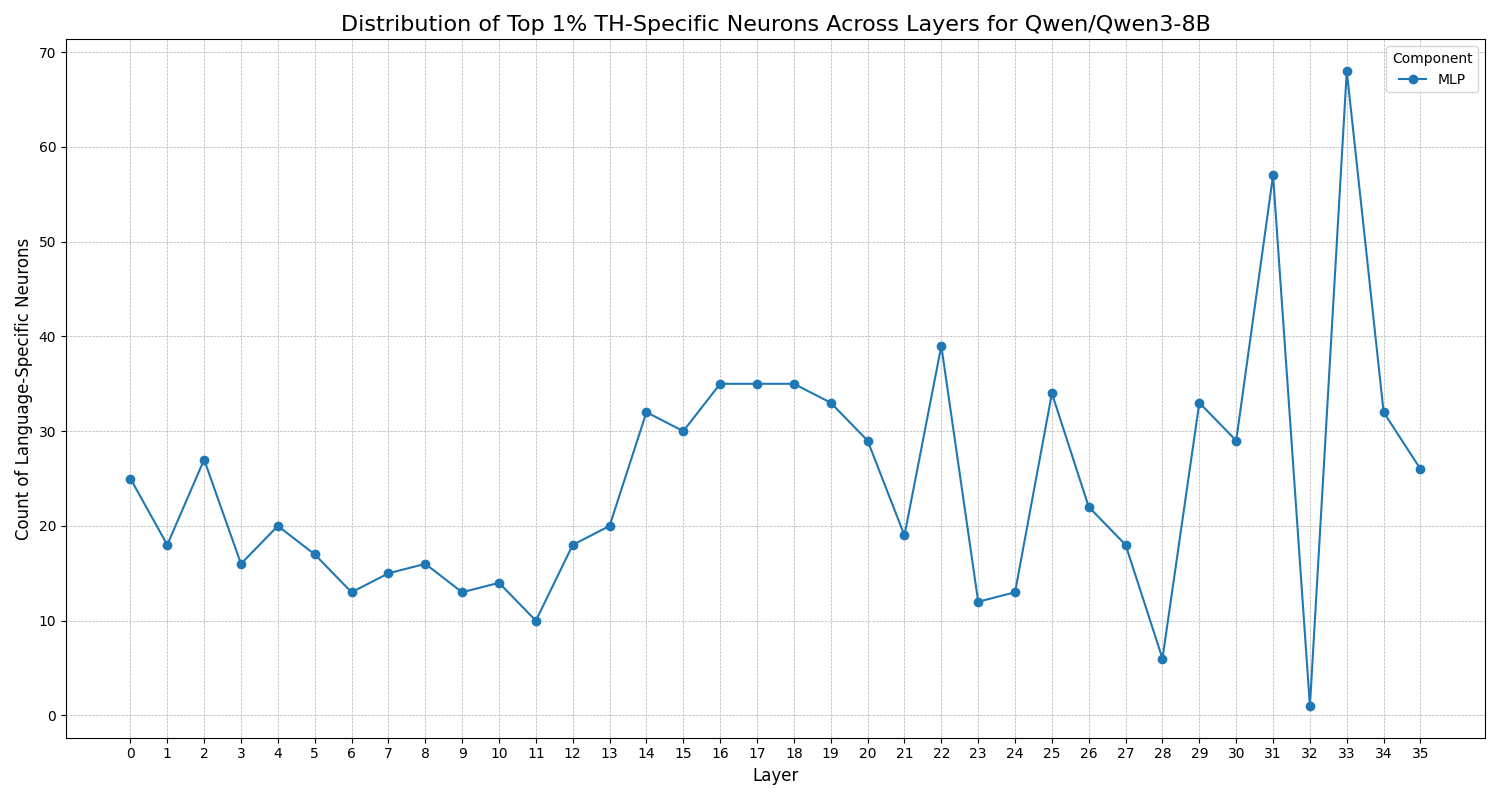 Distribution of Top 1% TH-Specific Neurons Across Layers for Qwen/Qwen3-8B
Component
MLP
Count of Language-Specific Neurons
70
60
50
40
30
20
10
0
0 1 2 3 4 5 6 7 8 9 10 11 12 13 14 15 16 17 18 19 20 21 22 23 24 25 26 27 28 29 30 31 32 33 34 35
Layer